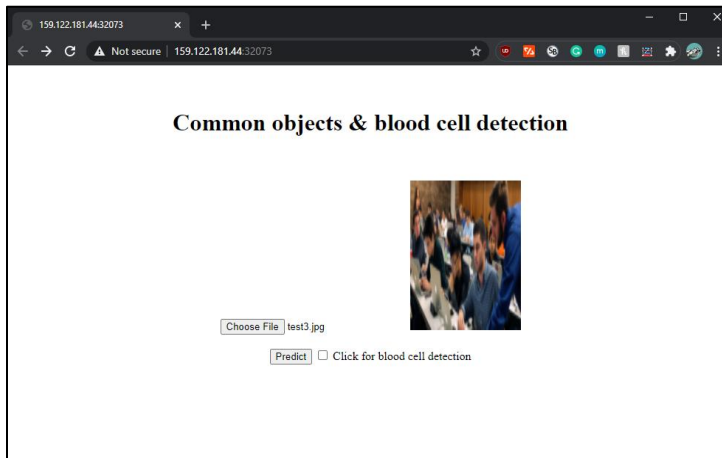 159.122.181.44:32073
Not secure | 159.122.181.44:32073
Common objects & blood cell detection
Choose File test3.jpg
Predict Click for blood cell detection